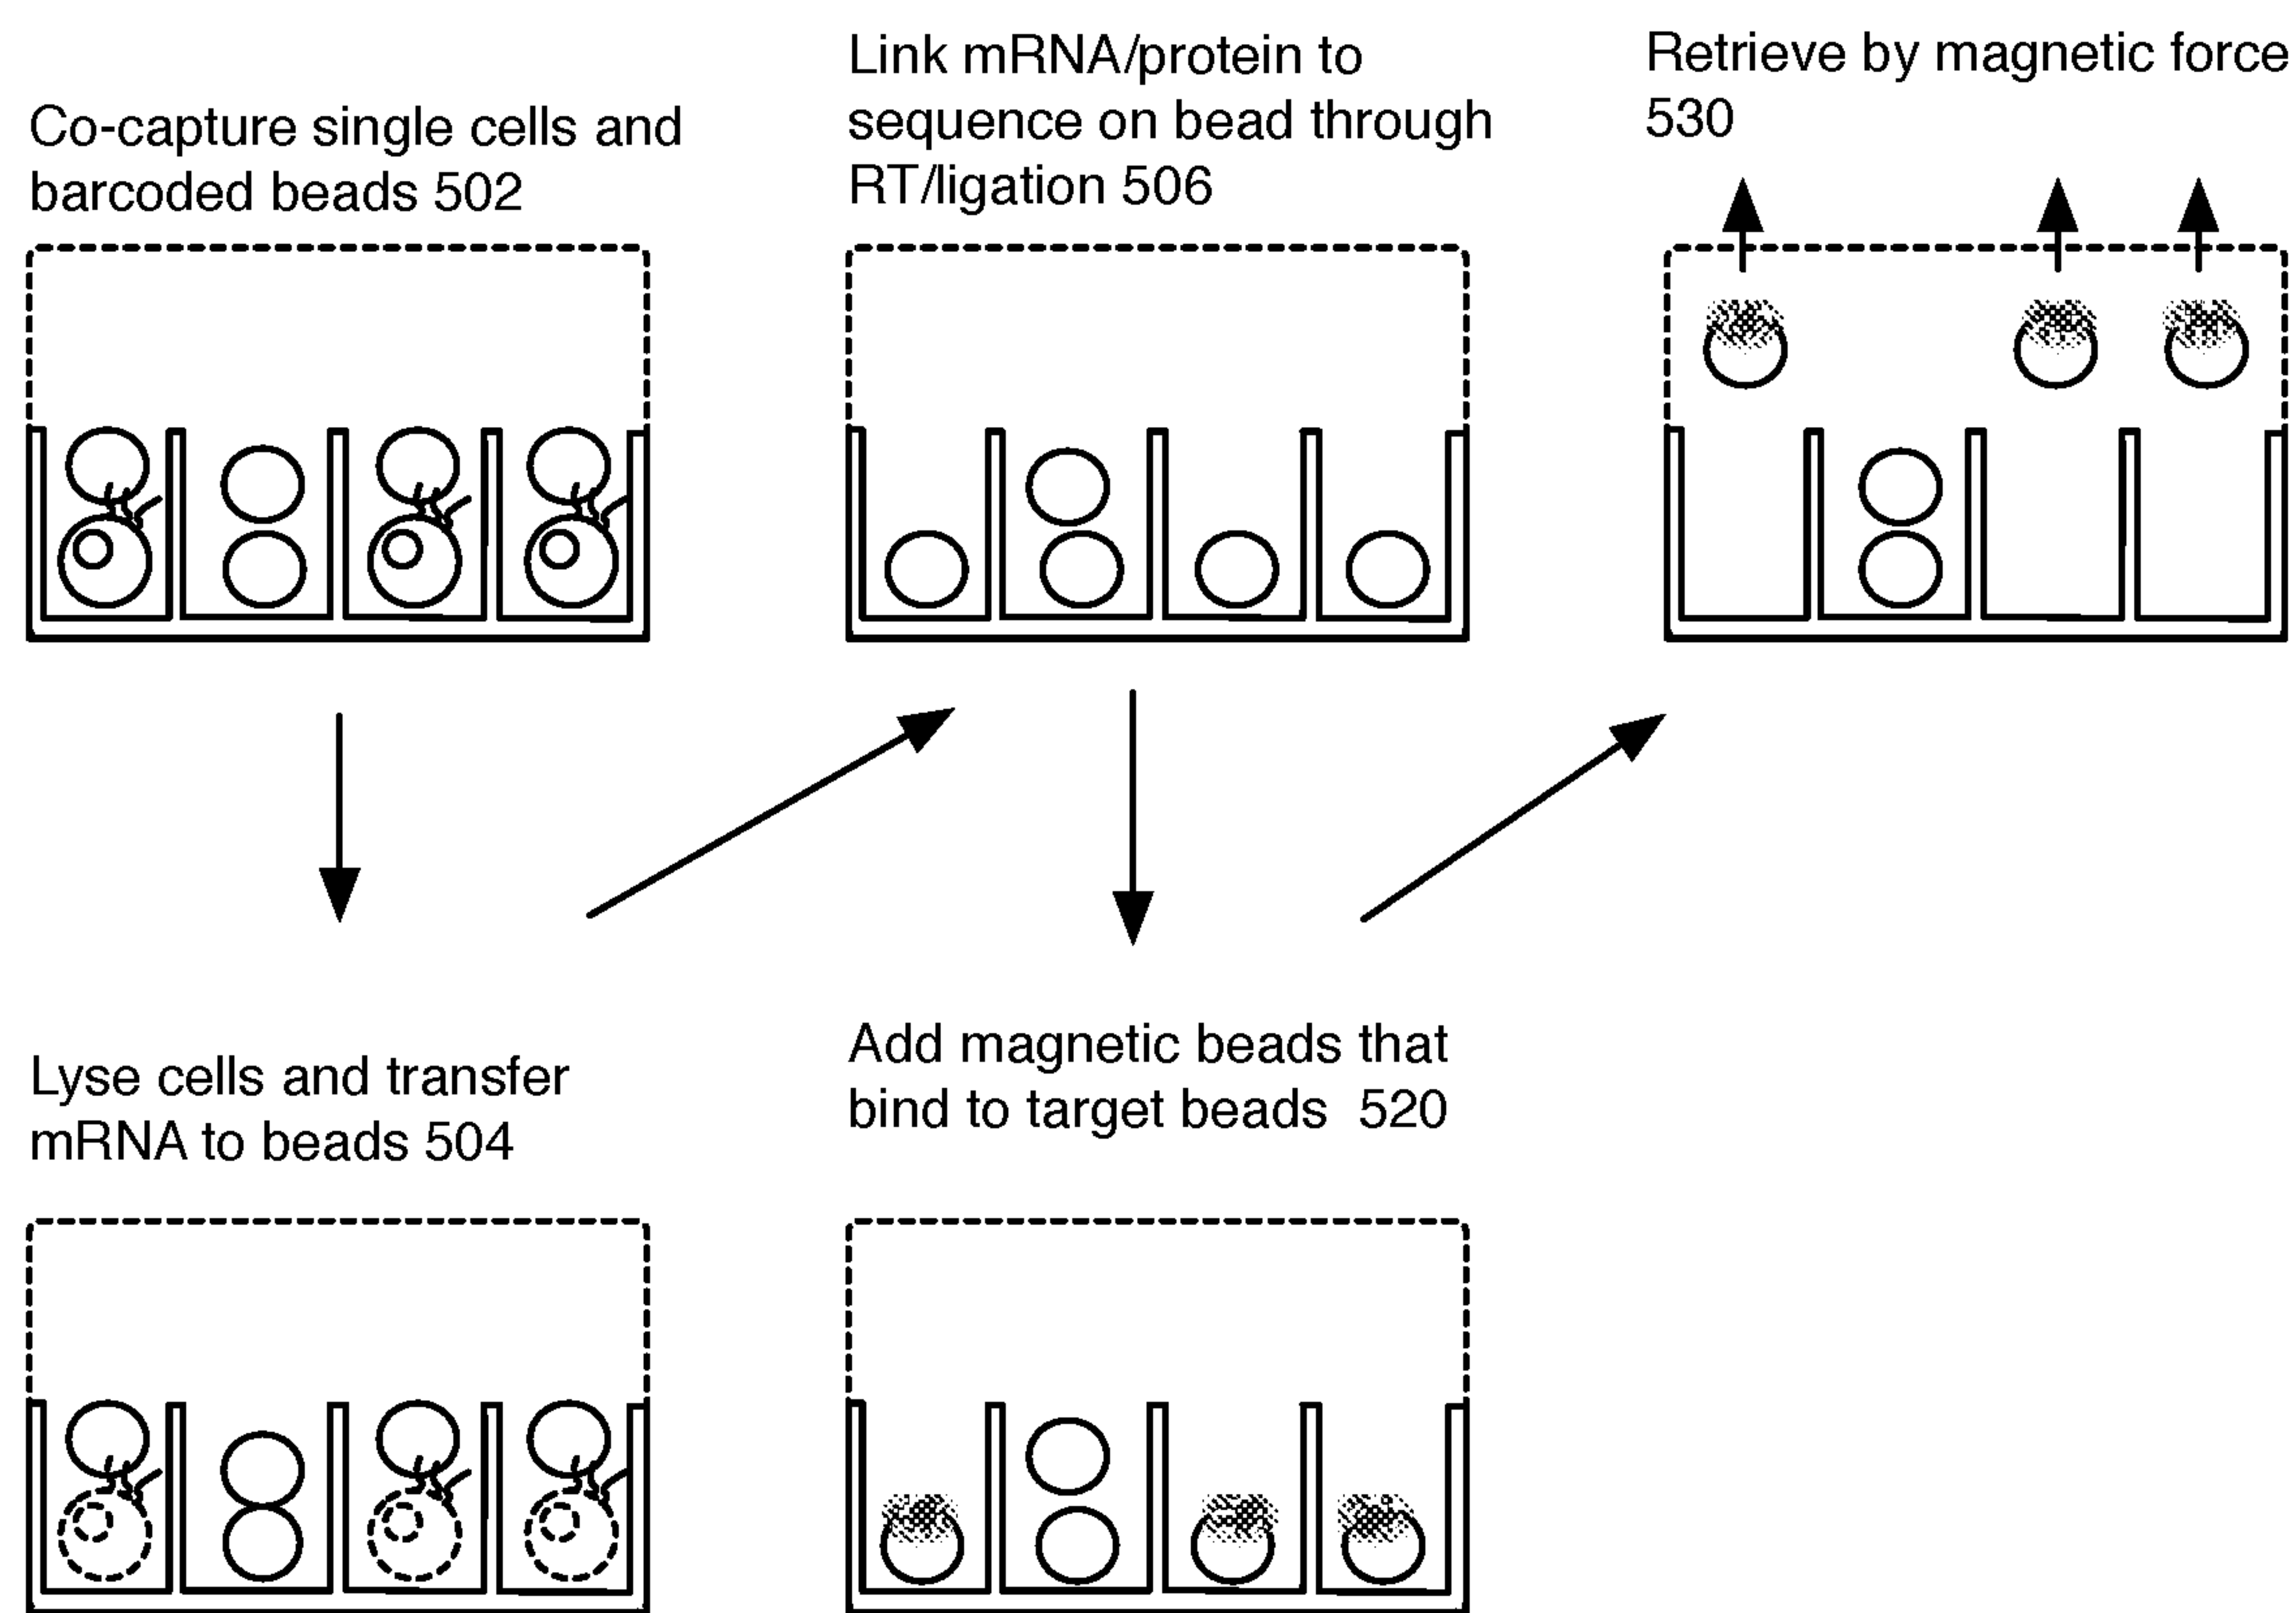 Co-capture single cells and
barcoded beads 502
Lyse cells and transfer
mRNA to beads 504
Link mRNA/protein to
sequence on bead through
RT/ligation 506
Add magnetic beads that
bind to target beads  520
Retrieve by magnetic force
530